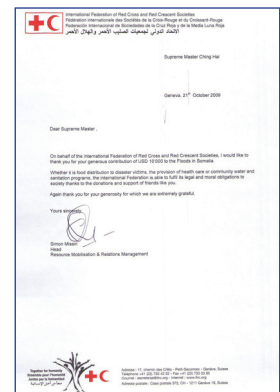 International Federation of Red Cross and Red Crescent Societies
Fédération internationale des Sociétés de la Croix-Rouge et du Croissant-Rouge
Federación Internacional de Sociedades de la Cruz Roja y de la Media Luna Roja
الاتحاد الدولي لجمعيات الصليب الأحمر والهلال الأحمر
Supreme Master Ching Hai
Geneva, 21st October 2009
Dear Supreme Master ,
On behalf of the International Federation of Red Cross and Red Crescent Societies, I would like to
thank you for your generous contribution of USD 10'000 to the Floods in Somalia.
Whether it is food distribution to disaster victims, the provision of health care or community water and
sanitation programs, the International Federation is able to fulfil its legal and moral obligations to
society thanks to the donations and support of friends like you.
Again thank you for your generosity for which we are extremely grateful.
Yours sincerely,
Simon Missiri
Head
Resource Mobilisation & Relations Management
Together for humanity
Ensemble pour l'humanité
Juntos por la humanidad
معا من أجل الإنسانية